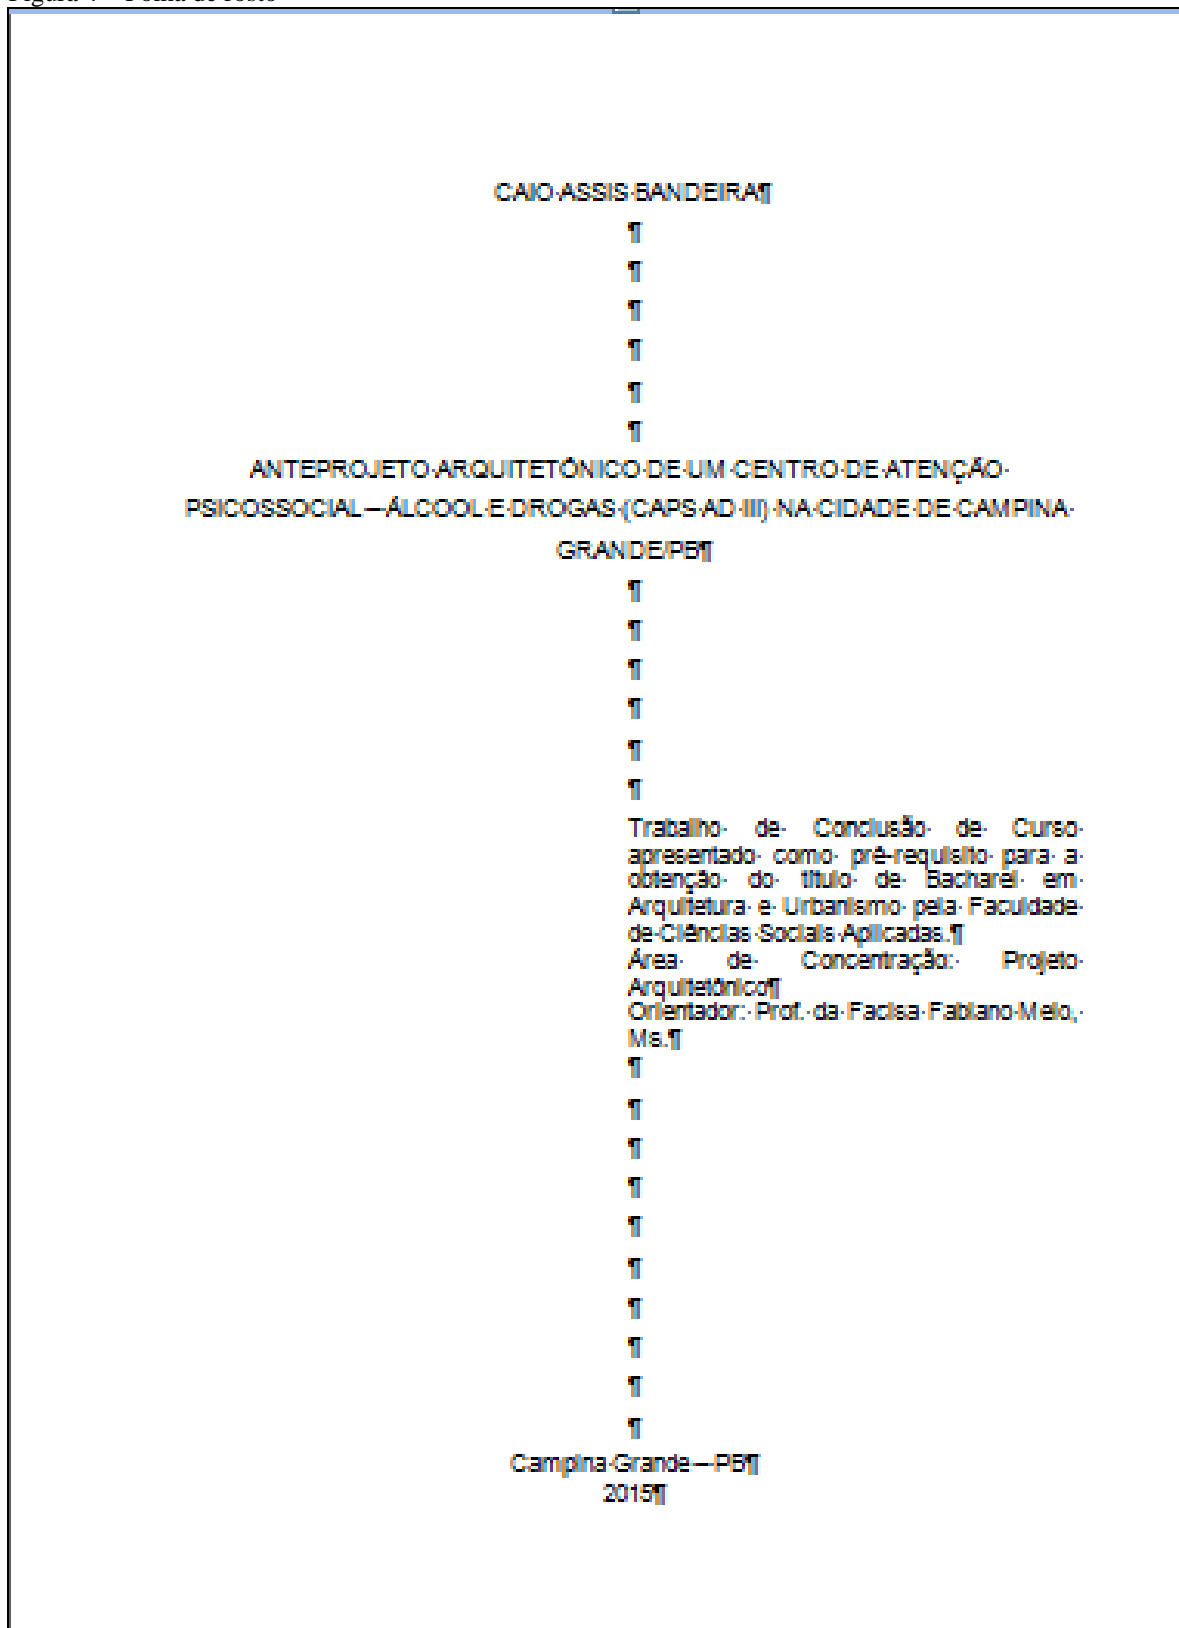 CAIO·ASSIS·BANDEIRA¶
¶
¶
¶
¶
¶
¶
ANTEPROJETO·ARQUITETÔNICO·DE·UM·CENTRO·DE·ATENÇÃO·
PSICOSSOCIAL·–·ÁLCOOL·E·DROGAS·(CAPS·AD·III)·NA·CIDADE·DE·CAMPINA·
GRANDE/PB¶
¶
¶
¶
¶
¶
¶
Trabalho· de· Conclusão· de· Curso·
apresentado· como· pré-requisito· para· a·
obtenção· do· título· de· Bacharel· em·
Arquitetura· e· Urbanismo· pela· Faculdade·
de·Ciências·Sociais·Aplicadas.¶
Área· de· Concentração:· Projeto·
Arquitetônico¶
Orientador:·Prof.·da·Facisa·Fabiano·Melo,·
Ms.¶
¶
¶
¶
¶
¶
¶
¶
¶
¶
¶
Campina·Grande·–·PB¶
2015¶